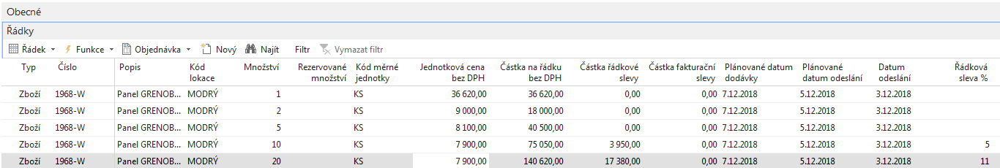 Obecné
Řádky
Řádek Funkce Objednávka Nový Najít Filtr Vymazat filtr
Typ Číslo Popis Kód lokace Množství Rezervované množství Kód měrné jednotky Jednotková cena bez DPH Částka na řádku bez DPH Částka řádkové slevy Částka fakturační slevy Plánované datum dodávky Plánované datum odeslání Datum odeslání Řádková sleva %
Zboží 1968-W Panel GRENOB... MODRÝ 1 KS 36 620,00 36 620,00 0,00 0,00 7.12.2018 5.12.2018 3.12.2018
Zboží 1968-W Panel GRENOB... MODRÝ 2 KS 9 000,00 18 000,00 0,00 0,00 7.12.2018 5.12.2018 3.12.2018
Zboží 1968-W Panel GRENOB... MODRÝ 5 KS 8 100,00 40 500,00 0,00 0,00 7.12.2018 5.12.2018 3.12.2018
Zboží 1968-W Panel GRENOB... MODRÝ 10 KS 7 900,00 75 050,00 3 950,00 0,00 7.12.2018 5.12.2018 3.12.2018 5
Zboží 1968-W Panel GRENOB... MODRÝ 20 KS 7 900,00 140 620,00 17 380,00 0,00 7.12.2018 5.12.2018 3.12.2018 11